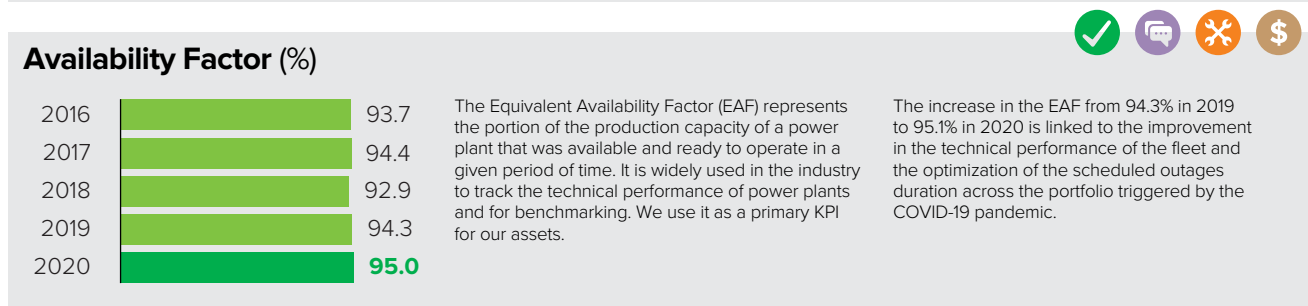 Availability Factor (%)
2016 93.7
2017 94.4
2018 92.9
2019 94.3
2020 95.0
The Equivalent Availability Factor (EAF) represents
the portion of the production capacity of a power
plant that was available and ready to operate in a
given period of time. It is widely used in the industry
to track the technical performance of power plants
and for benchmarking. We use it as a primary KPI
for our assets.
The increase in the EAF from 94.3% in 2019
to 95.1% in 2020 is linked to the improvement
in the technical performance of the fleet and
the optimization of the scheduled outages
duration across the portfolio triggered by the
COVID-19 pandemic.
$